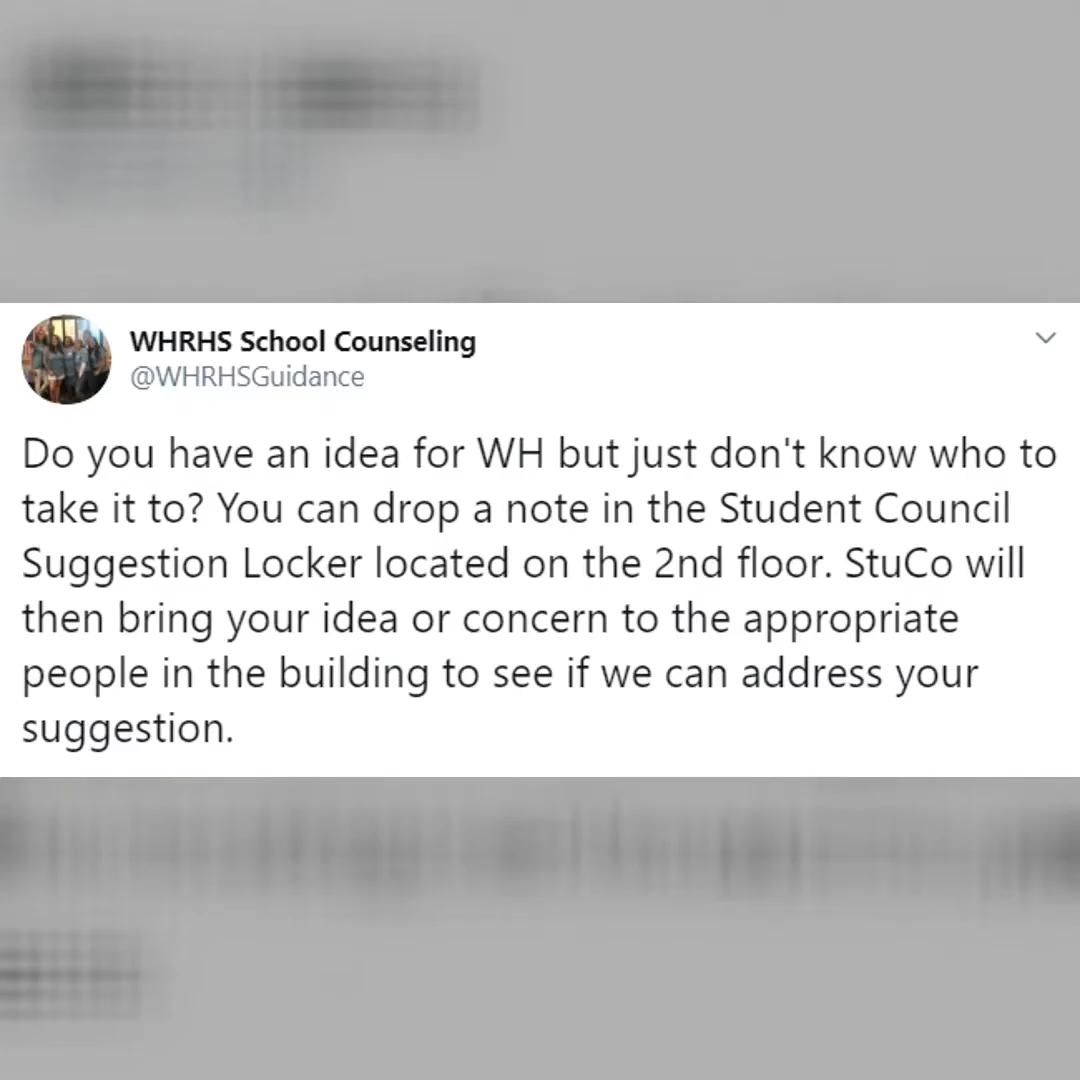 WHRHS School Counseling
@WHRHSGuidance
Do you have an idea for WH but just don't know who to
take it to? You can drop a note in the Student Council
Suggestion Locker located on the 2nd floor. StuCo will
then bring your idea or concern to the appropriate
people in the building to see if we can address your
suggestion.